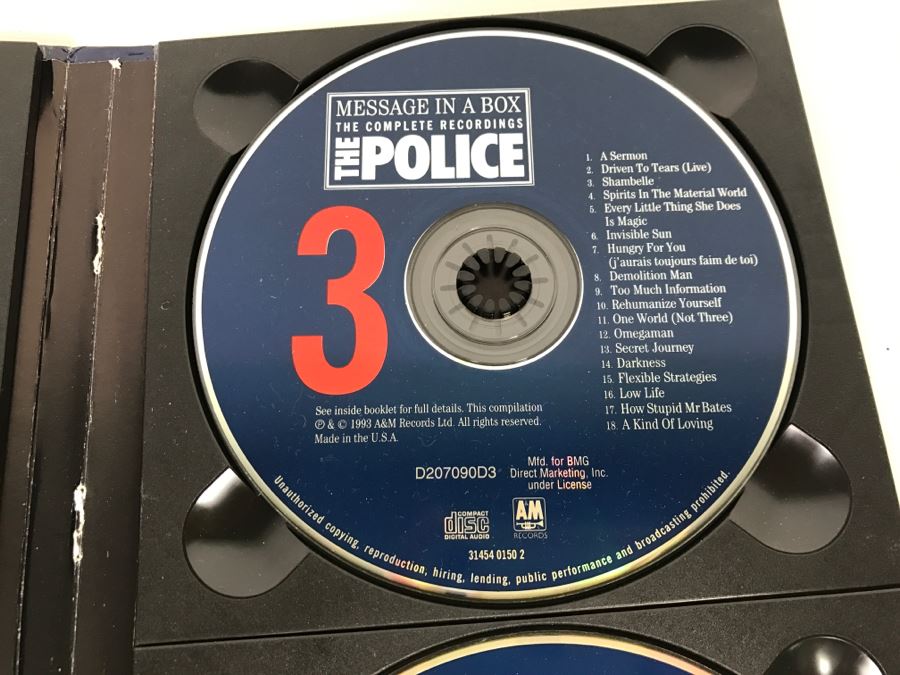 MESSAGE IN A BOX
THE COMPLETE RECORDINGS
THE POLICE
3
1. A Sermon
2. Driven To Tears (Live)
3. Shambelle
4. Spirits In The Material World
5. Every Little Thing She Does
Is Magic
6. Invisible Sun
7. Hungry For You
(j'aurais toujours faim de toi)
8. Demolition Man
9. Too Much Information
10. Rehumanize Yourself
11. One World (Not Three)
12. Omegaman
13. Secret Journey
14. Darkness
15. Flexible Strategies
16. Low Life
17. How Stupid Mr Bates
18. A Kind Of Loving
See inside booklet for full details. This compilation
℗ & © 1993 A&M Records Ltd. All rights reserved.
Made in the U.S.A.
D207090D3
Mfd. for BMG
Direct Marketing, Inc.
under License
COMPACT
disc
DIGITAL AUDIO
AM
RECORDS
31454 0150 2
Unauthorized copying, reproduction, hiring, lending, public performance and broadcasting prohibited.